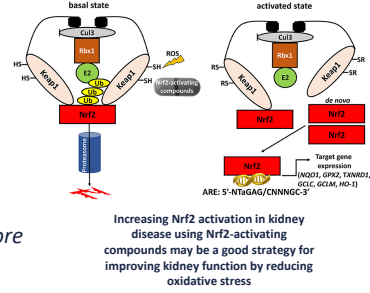 basal state
activated state
Cul3
Rbx1
E2
Ub
Ub
Ub
Keap1
Keap1
HS
HS
SH
SH
ROS
Nrf2-activating
compounds
Nrf2
Proteasome
Cul3
Rbx1
E2
Keap1
Keap1
RS
RS
SR
SR
Nrf2
de novo
Nrf2
Nrf2
Nrf2
Target gene
expression
(NQO1, GPX2, TXNRD1,
GCLC, GCLM, HO-1)
ARE: 5'-NTaGAG/CNNNGC-3'
ore
Increasing Nrf2 activation in kidney
disease using Nrf2-activating
compounds may be a good strategy for
improving kidney function by reducing
oxidative stress